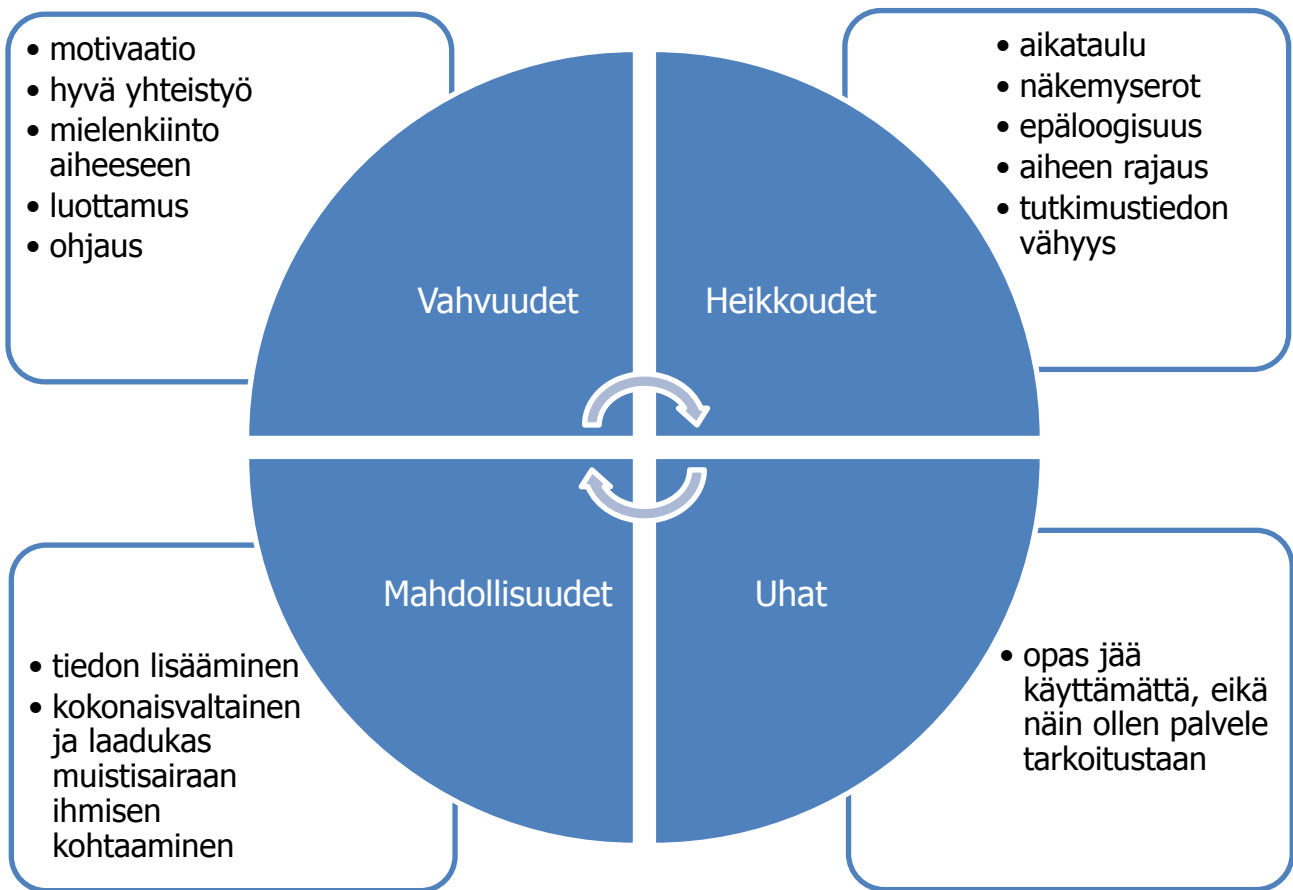 • motivaatio
• hyvä yhteistyö
• mielenkiinto
aiheeseen
• luottamus
• ohjaus
Vahvuudet
• aikataulu
• näkemyserot
• epäloogisuus
• aiheen rajaus
• tutkimustiedon
vähyys
Heikkoudet
Mahdollisuudet
• tiedon lisääminen
• kokonaisvaltainen
ja laadukas
muistisairaan
ihmisen
kohtaaminen
Uhat
• opas jää
käyttämättä, eikä
näin ollen palvele
tarkoitustaan